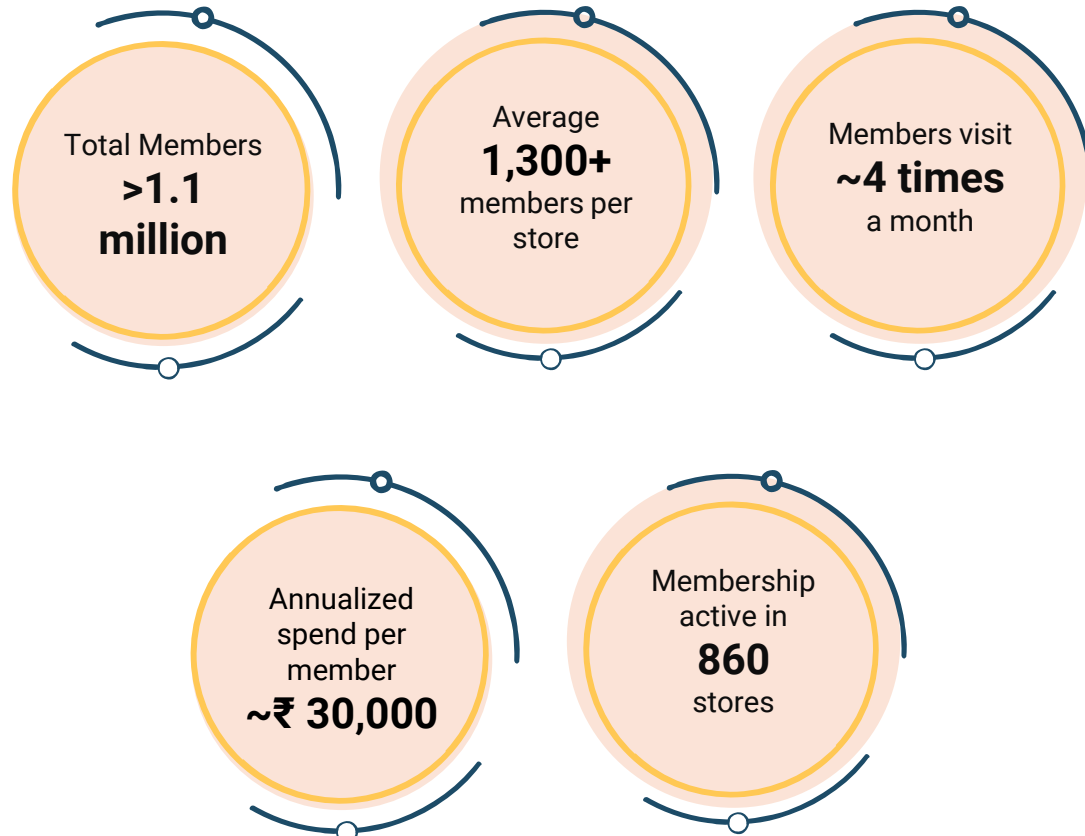 Total Members
>1.1
million
Average
1,300+
members per
store
Members visit
~4 times
a month
Annualized
spend per
member
~₹ 30,000
Membership
active in
860
stores